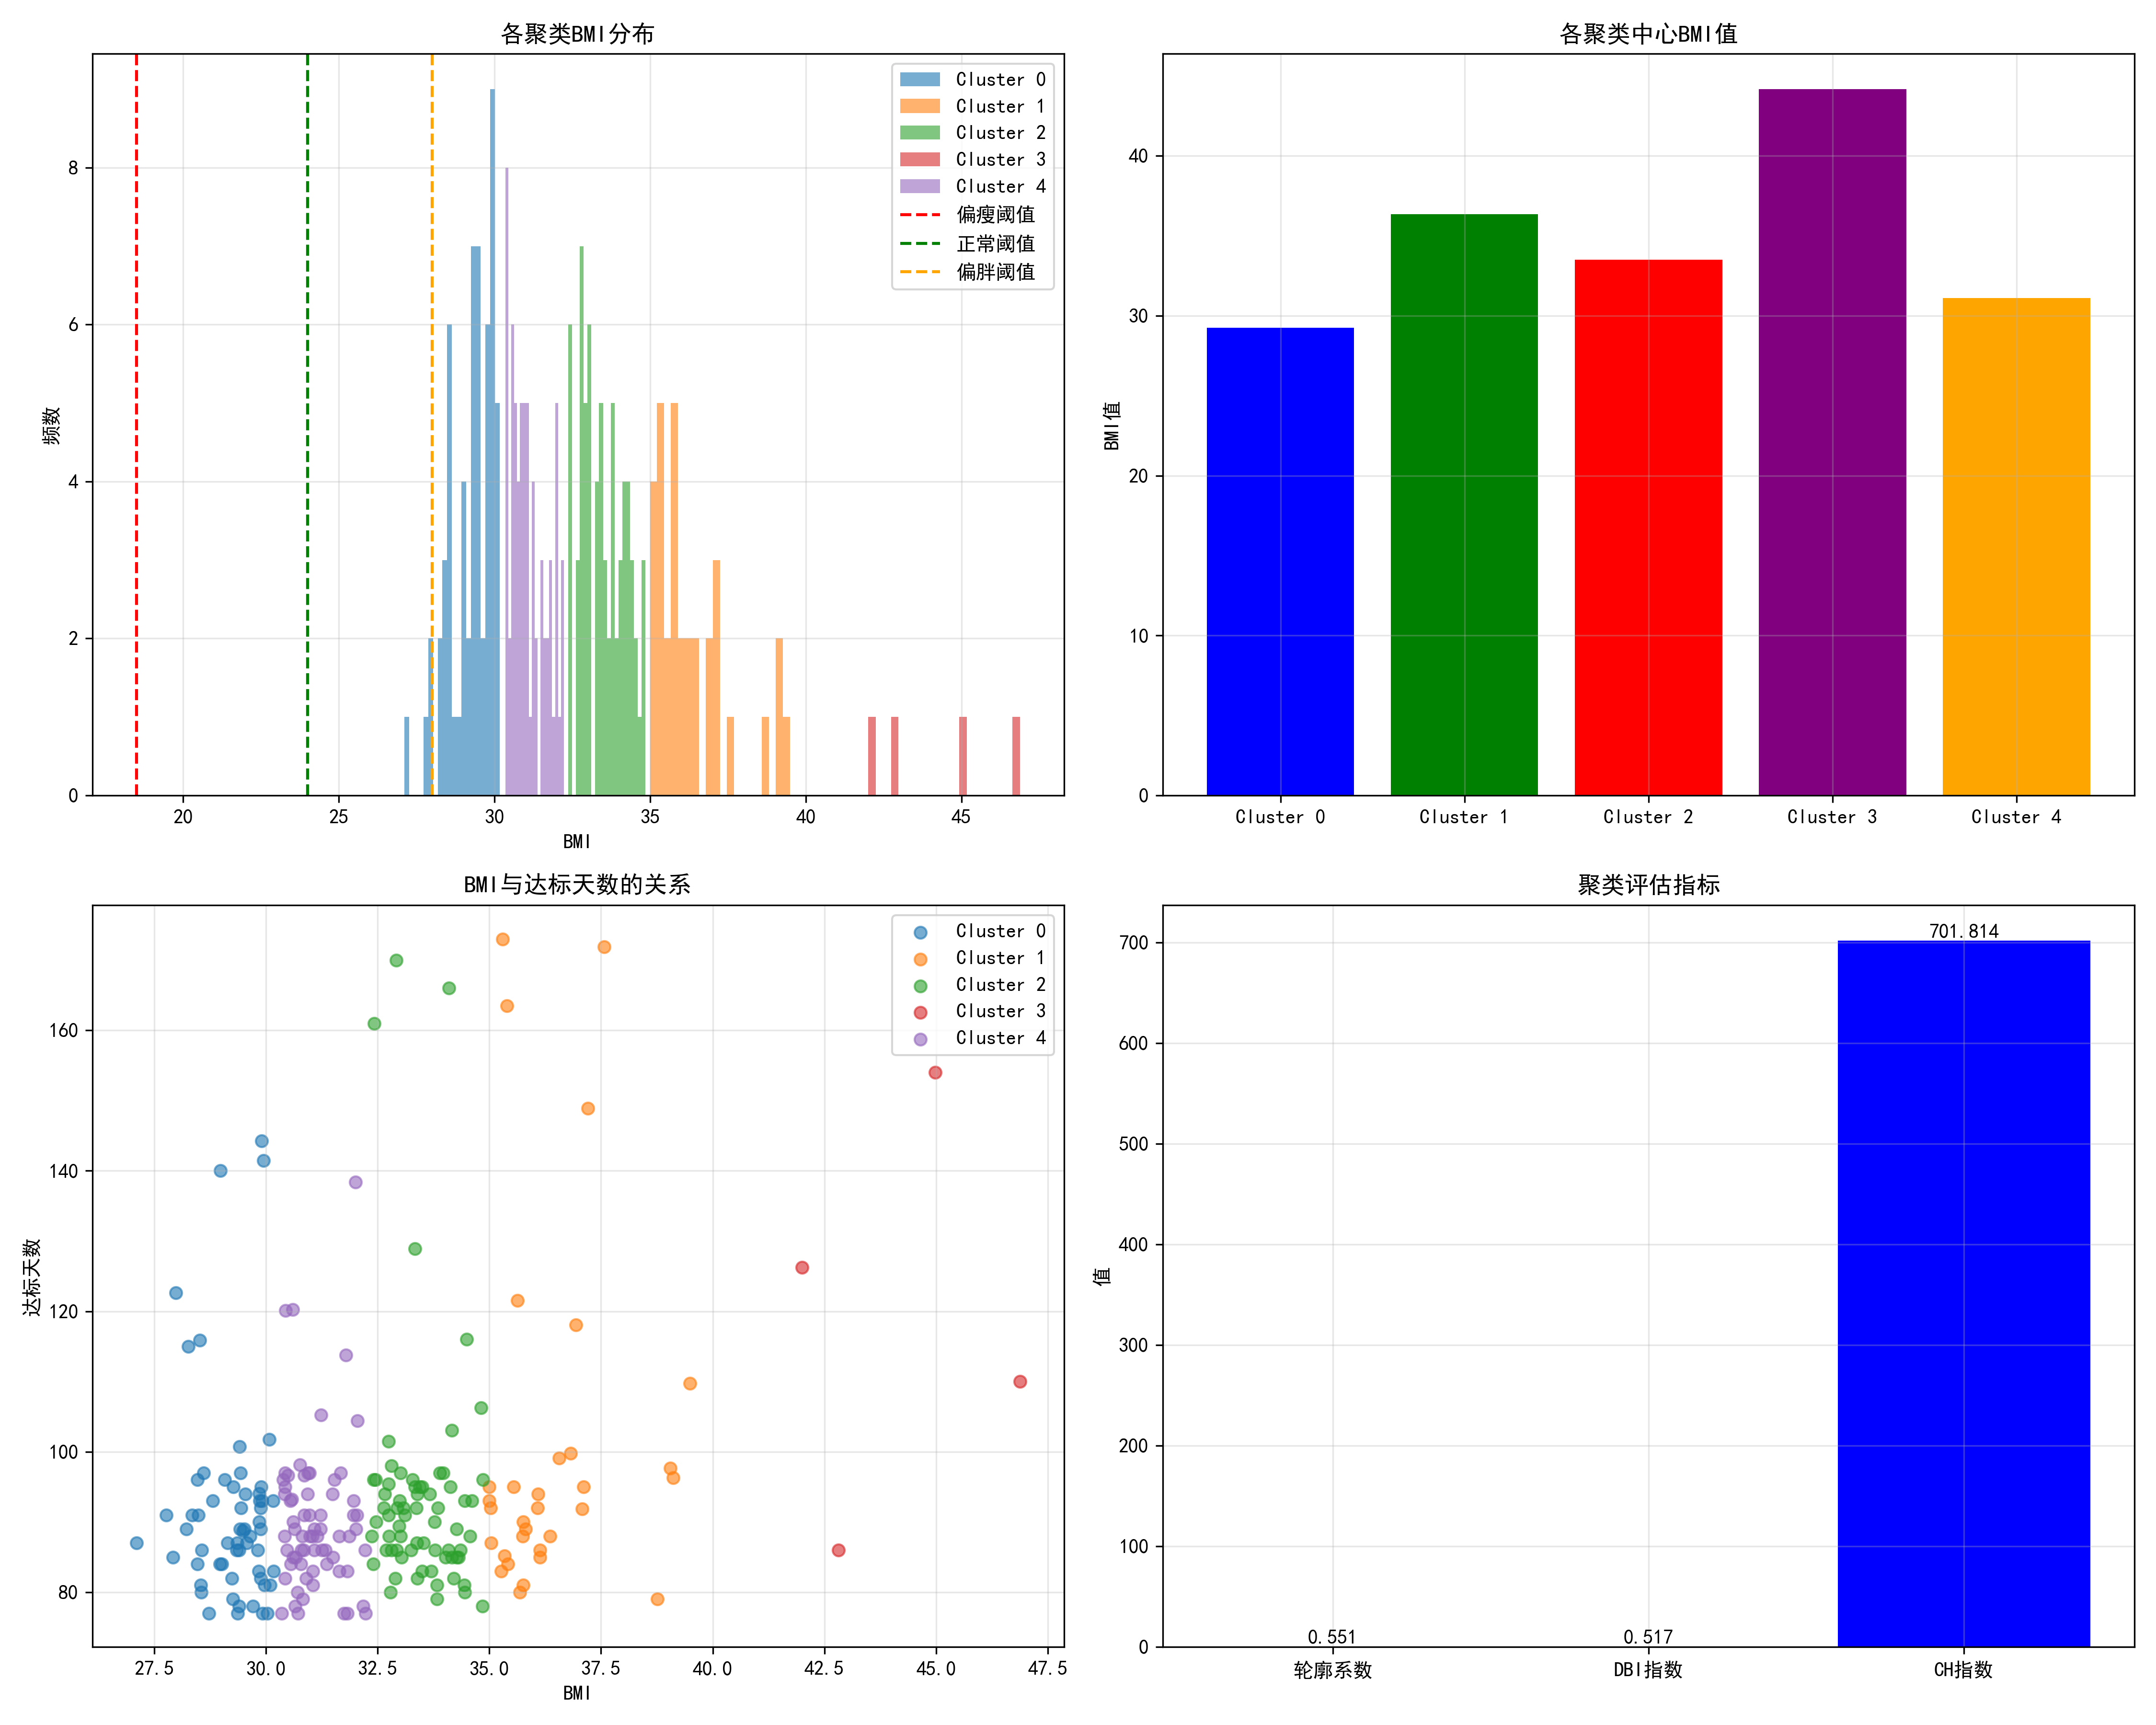 各聚类BMI分布
频数
8
6
4
2
0
20 25 30 35 40 45
BMI
Cluster 0
Cluster 1
Cluster 2
Cluster 3
Cluster 4
偏瘦阈值
正常阈值
偏胖阈值
各聚类中心BMI值
BMI值
40
30
20
10
0
Cluster 0 Cluster 1 Cluster 2 Cluster 3 Cluster 4
BMI与达标天数的关系
达标天数
160
140
120
100
80
27.5 30.0 32.5 35.0 37.5 40.0 42.5 45.0 47.5
BMI
Cluster 0
Cluster 1
Cluster 2
Cluster 3
Cluster 4
聚类评估指标
值
700
600
500
400
300
200
100
0
0.551 0.517 701.814
轮廓系数 DBI指数 CH指数